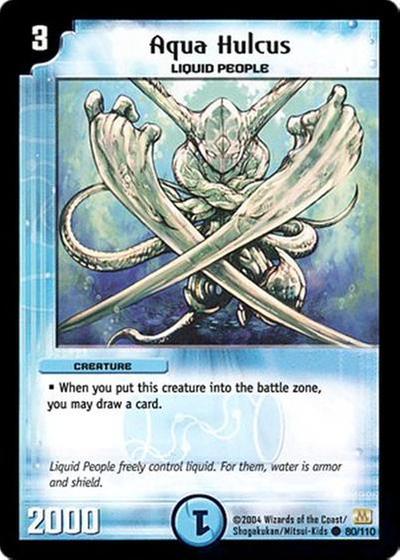 3
Aqua Hulcus
LIQUID PEOPLE
CREATURE
▪ When you put this creature into the battle zone,
you may draw a card.
Liquid People freely control liquid. For them, water is armor
and shield.
2000
1
©2004 Wizards of the Coast/
Shogakukan/Mitsui-Kids ● 80/110
M